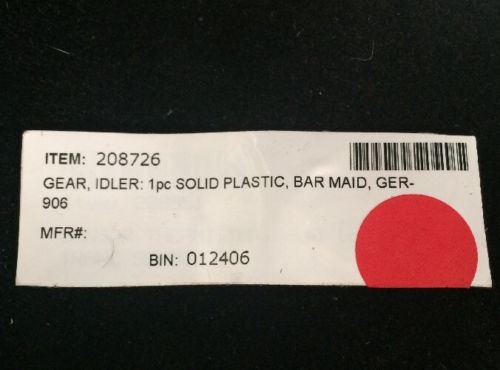 ITEM: 208726
GEAR, IDLER: 1pc SOLID PLASTIC, BAR MAID, GER-
906
MFR#:
BIN: 012406